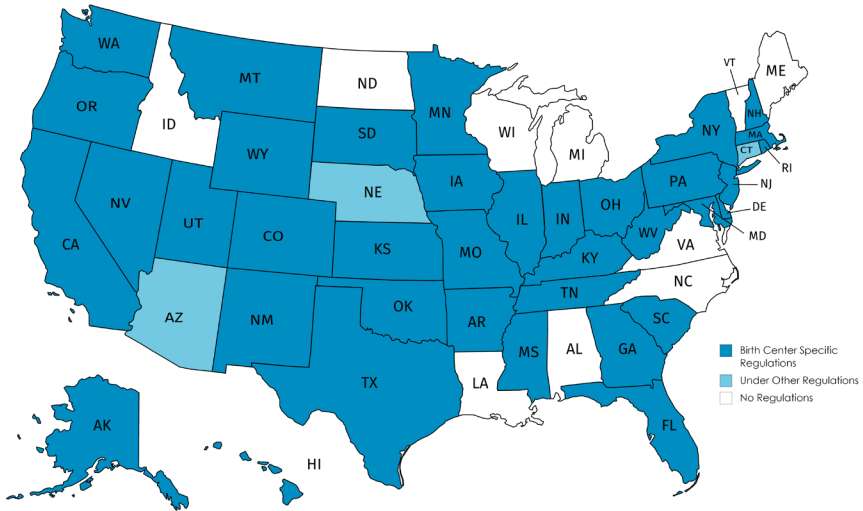 WA
MT
ND
MN
VT
ME
OR
ID
SD
WI
NH
NY
MA
CT
MI
WY
RI
NE
IA
PA
NJ
NV
UT
CO
IL
IN
OH
DE
CA
KS
MO
KY
WV
VA
MD
NC
AZ
NM
OK
AR
TN
SC
TX
LA
MS
AL
GA
Birth Center Specific
Regulations
Under Other Regulations
No Regulations
AK
HI
FL